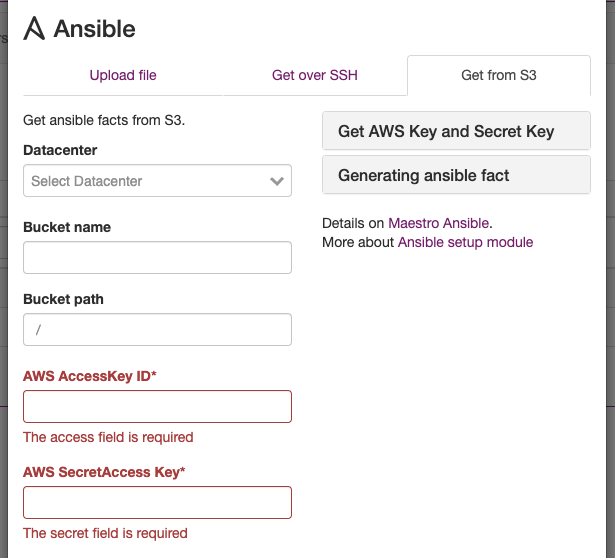 Ansible
Upload file
Get over SSH
Get from S3
Get ansible facts from S3.
Datacenter
Select Datacenter
Bucket name
Bucket path
/
AWS AccessKey ID*
The access field is required
AWS SecretAccess Key*
The secret field is required
Get AWS Key and Secret Key
Generating ansible fact
Details on Maestro Ansible.
More about Ansible setup module